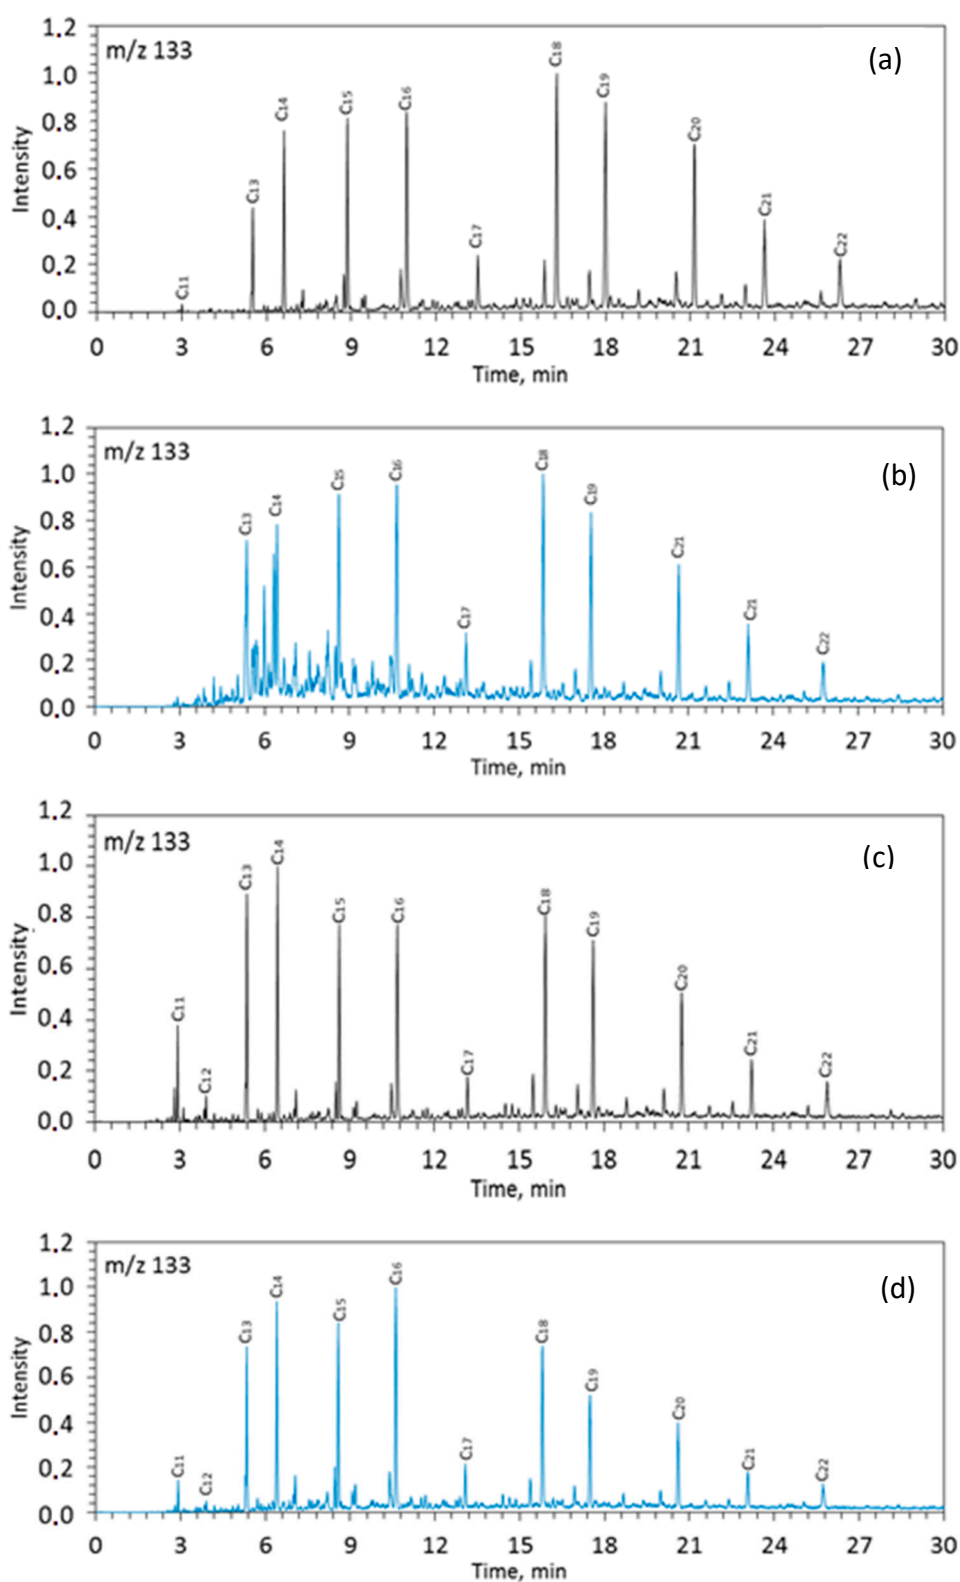 1.2
m/z 133
(a)
C18
1.0
C19
C14
C15
C16
0.8
C20
0.6
Intensity
C13
0.4
C21
C17
C22
0.2
C11
0.0
0 3 6 9 12 15 18 21 24 27 30
Time, min
1.2
m/z 133
(b)
C18
1.0
C15
C16
C19
C13
C14
0.8
C21
0.6
Intensity
C17
C21
0.4
C22
0.2
0.0
0 3 6 9 12 15 18 21 24 27 30
Time, min
1.2
m/z 133
(c)
C14
1.0
C13
C15
C16
C18
C19
0.8
C20
0.6
Intensity
C11
0.4
C17
C21
C22
0.2
C12
0.0
0 3 6 9 12 15 18 21 24 27 30
Time, min
1.2
m/z 133
(d)
C16
C14
1.0
C13
C15
C18
0.8
C19
0.6
Intensity
C20
0.4
C11
C12
C17
C21
C22
0.2
0.0
0 3 6 9 12 15 18 21 24 27 30
Time, min